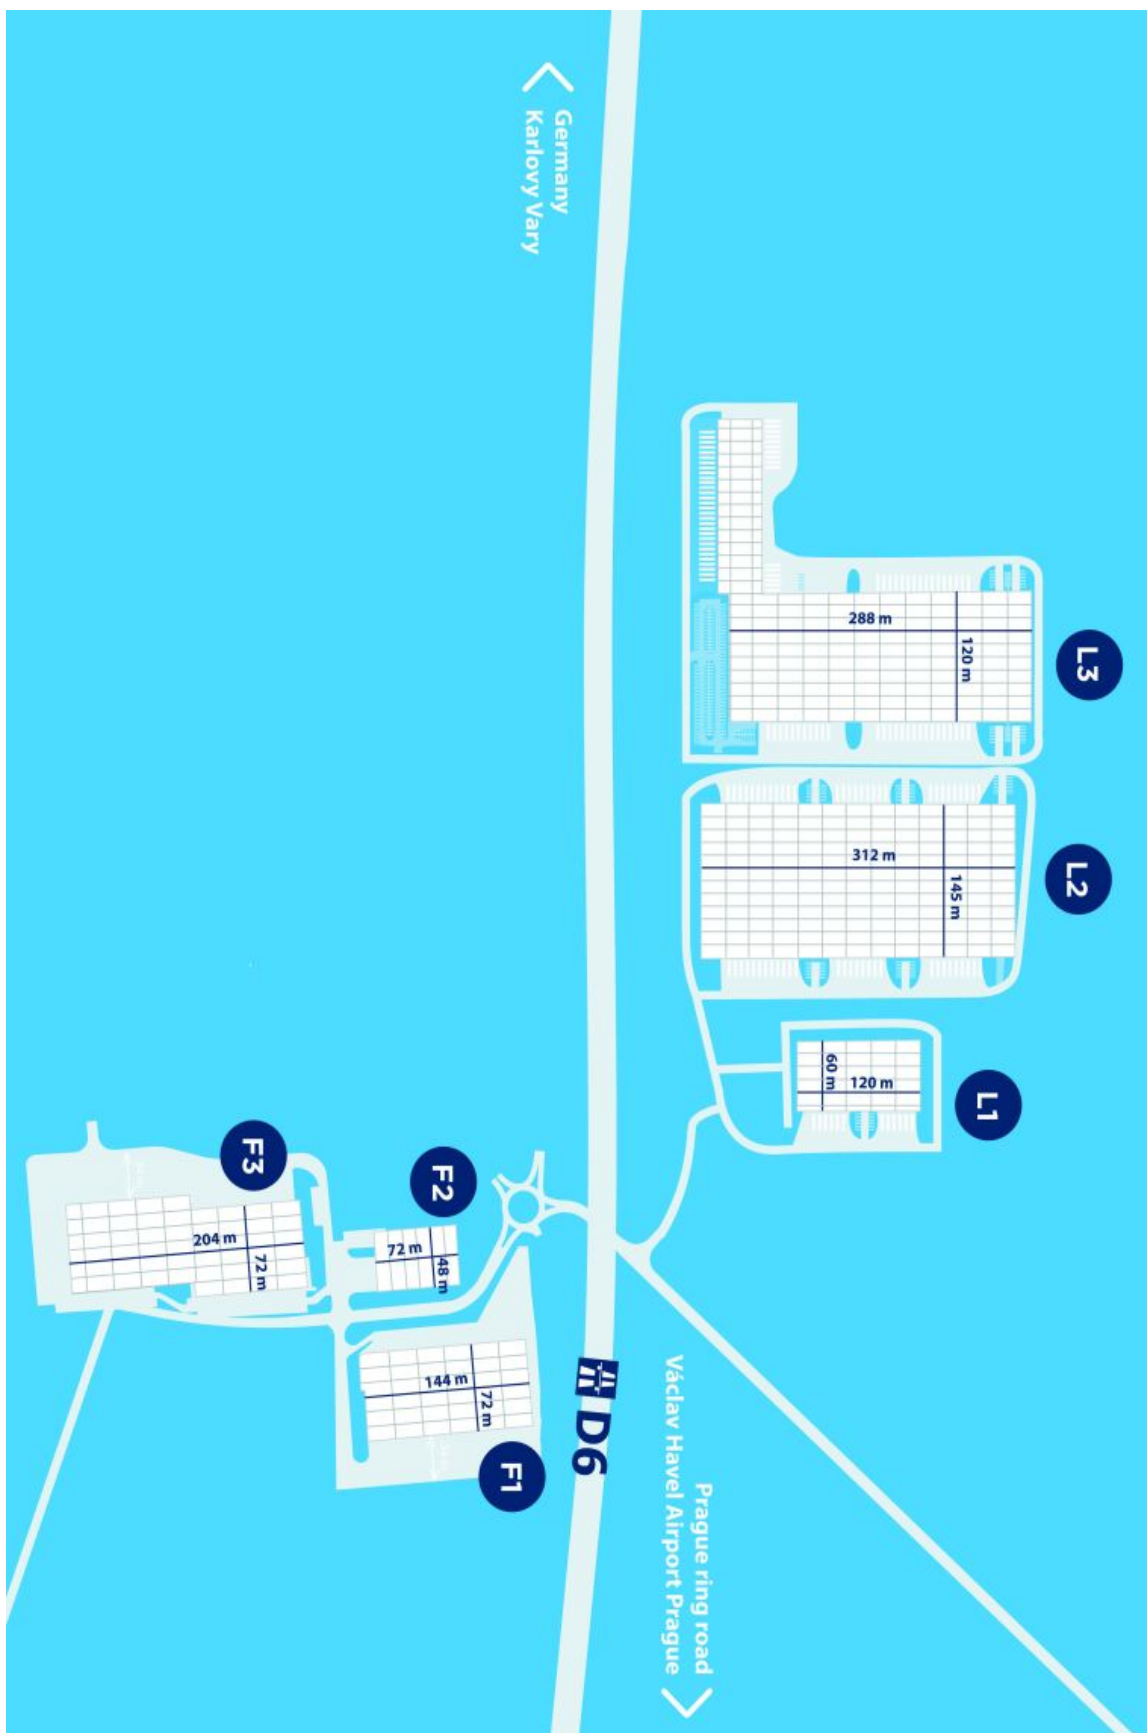 Germany
Karlovy Vary
L3
288 m
120 m
L2
312 m
145 m
L1
60 m
120 m
F3
204 m
72 m
F2
72 m
48 m
F1
144 m
72 m
D6
Prague ring road
Václav Havel Airport Prague